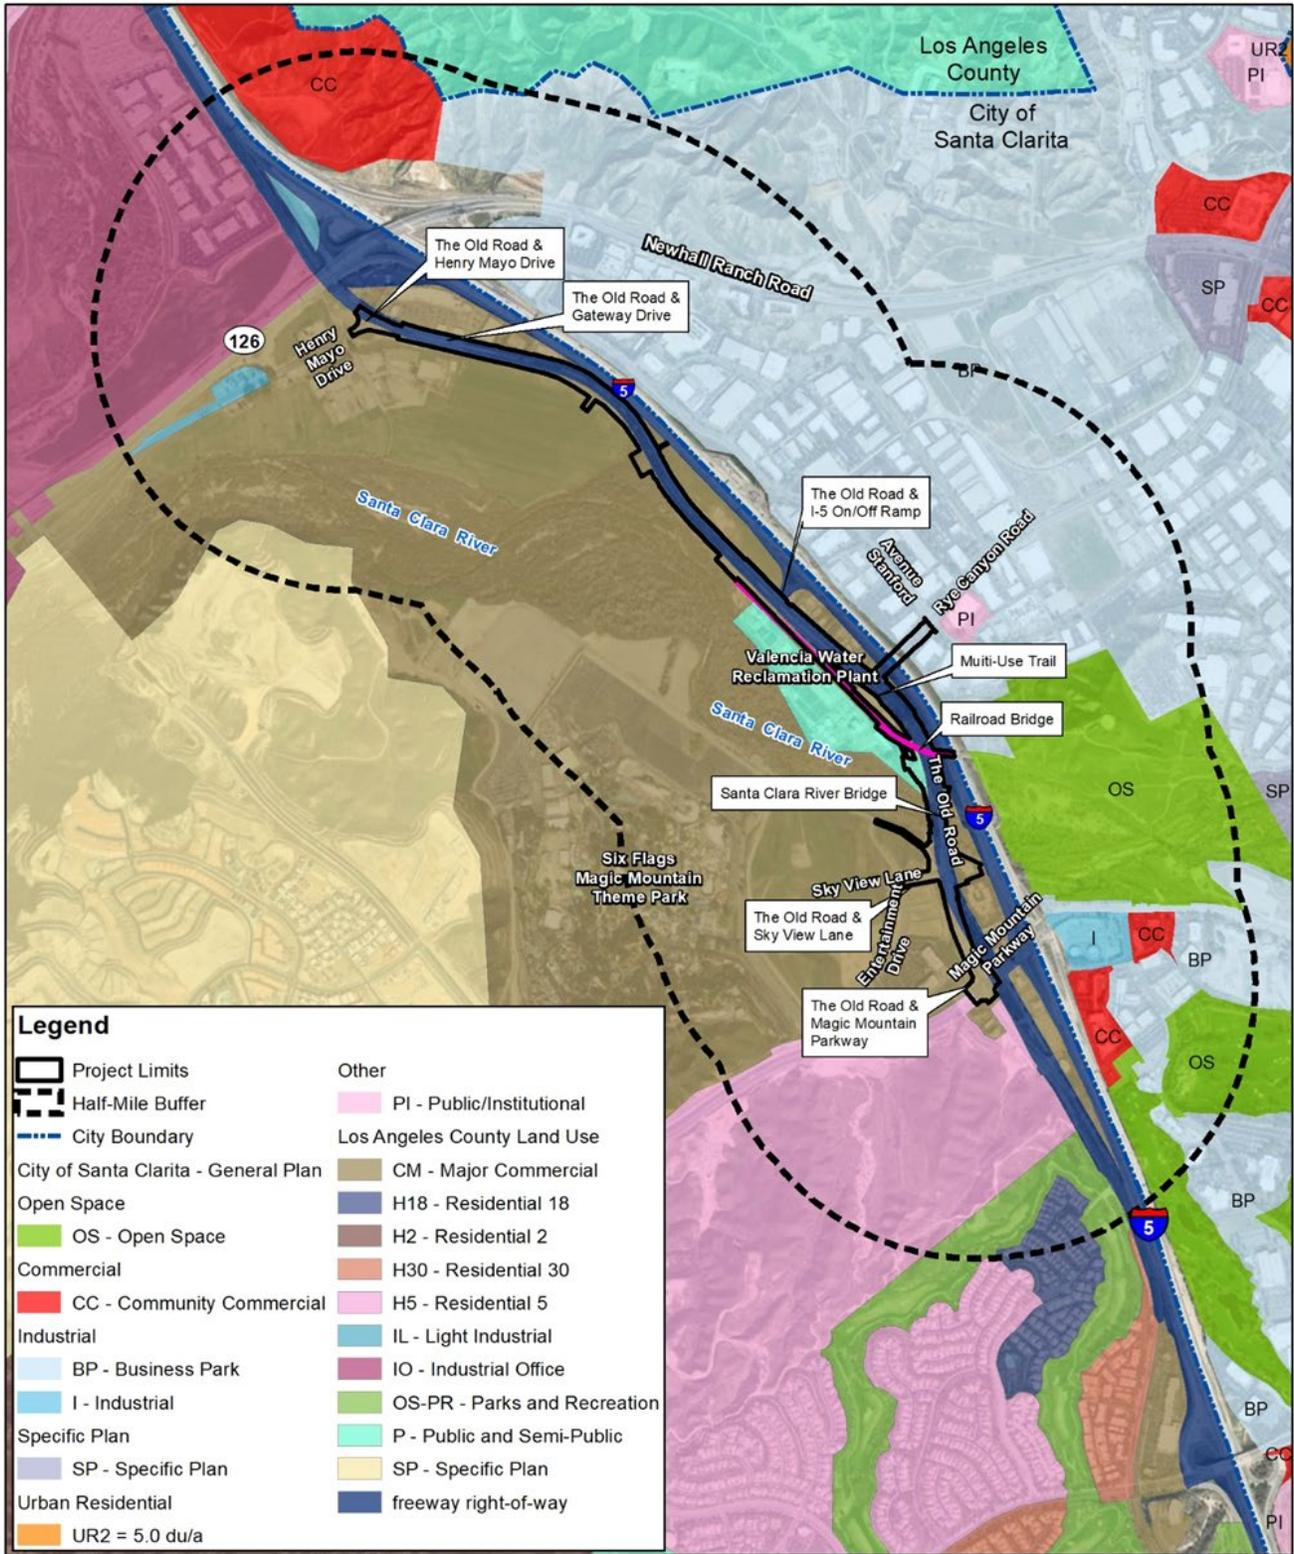 Los Angeles
County
City of
Santa Clarita
UR2
PI
CC
CC
SP
CC
The Old Road &
Henry Mayo Drive
Newhall Ranch Road
The Old Road &
Gateway Drive
126
Henry
Mayo
Drive
BP
5
Santa Clara River
The Old Road &
I-5 On/Off Ramp
Avenue
Stanford
Rye Canyon Road
PI
Valencia Water
Reclamation Plant
Muiti-Use Trail
Santa Clara River
Railroad Bridge
OS
SP
Santa Clara River Bridge
The Old Road
5
Six Flags
Magic Mountain
Theme Park
Sky View Lane
The Old Road &
Sky View Lane
Entertainment
Drive
Magic Mountain
Parkway
I
CC
BP
The Old Road &
Magic Mountain
Parkway
CC
OS
BP
5
BP
CC
PI
Legend
Project Limits
Half-Mile Buffer
City Boundary
City of Santa Clarita - General Plan
Open Space
OS - Open Space
Commercial
CC - Community Commercial
Industrial
BP - Business Park
I - Industrial
Specific Plan
SP - Specific Plan
Urban Residential
UR2 = 5.0 du/a
Other
PI - Public/Institutional
Los Angeles County Land Use
CM - Major Commercial
H18 - Residential 18
H2 - Residential 2
H30 - Residential 30
H5 - Residential 5
IL - Light Industrial
IO - Industrial Office
OS-PR - Parks and Recreation
P - Public and Semi-Public
SP - Specific Plan
freeway right-of-way